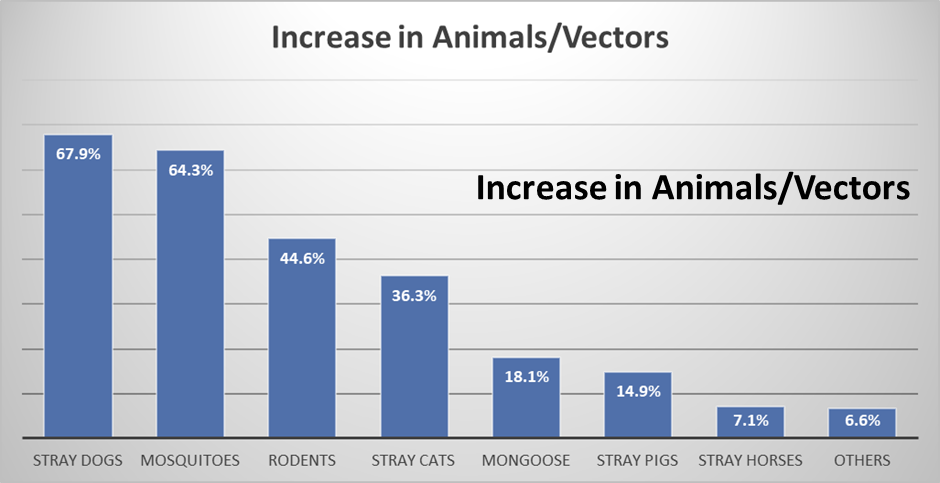 Increase in Animals/Vectors
67.9%
64.3%
Increase in Animals/Vectors
44.6%
36.3%
18.1%
14.9%
7.1%
6.6%
STRAY DOGS MOSQUITOES RODENTS STRAY CATS MONGOOSE STRAY PIGS STRAY HORSES OTHERS